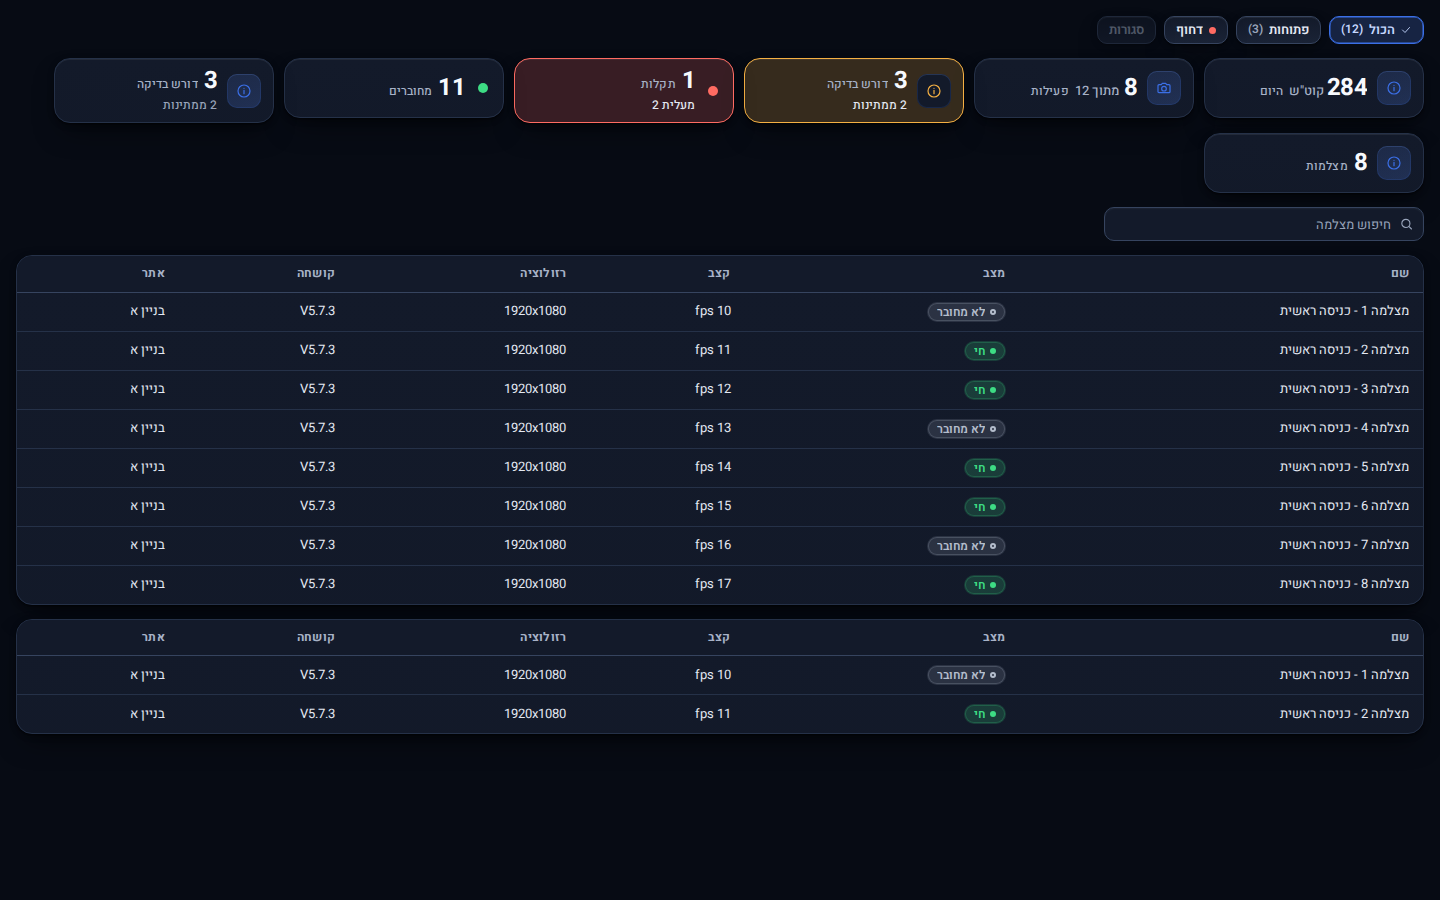 הכול (12) פתוחות (3) דחוף סגורות
284 קוט"ש היום
8 מתוך 12 פעילות
3 דורש בדיקה
2 ממתינות
1 תקלות
2 מעלית
11 מחוברים
3 דורש בדיקה
2 ממתינות
8 מצלמות
חיפוש מצלמה
שם מצב קצב רזולוציה קושחה אתר
מצלמה 1 - כניסה ראשית לא מחובר 10 fps 1920x1080 V5.7.3 בניין א
מצלמה 2 - כניסה ראשית חי 11 fps 1920x1080 V5.7.3 בניין א
מצלמה 3 - כניסה ראשית חי 12 fps 1920x1080 V5.7.3 בניין א
מצלמה 4 - כניסה ראשית לא מחובר 13 fps 1920x1080 V5.7.3 בניין א
מצלמה 5 - כניסה ראשית חי 14 fps 1920x1080 V5.7.3 בניין א
מצלמה 6 - כניסה ראשית חי 15 fps 1920x1080 V5.7.3 בניין א
מצלמה 7 - כניסה ראשית לא מחובר 16 fps 1920x1080 V5.7.3 בניין א
מצלמה 8 - כניסה ראשית חי 17 fps 1920x1080 V5.7.3 בניין א
שם מצב קצב רזולוציה קושחה אתר
מצלמה 1 - כניסה ראשית לא מחובר 10 fps 1920x1080 V5.7.3 בניין א
מצלמה 2 - כניסה ראשית חי 11 fps 1920x1080 V5.7.3 בניין א